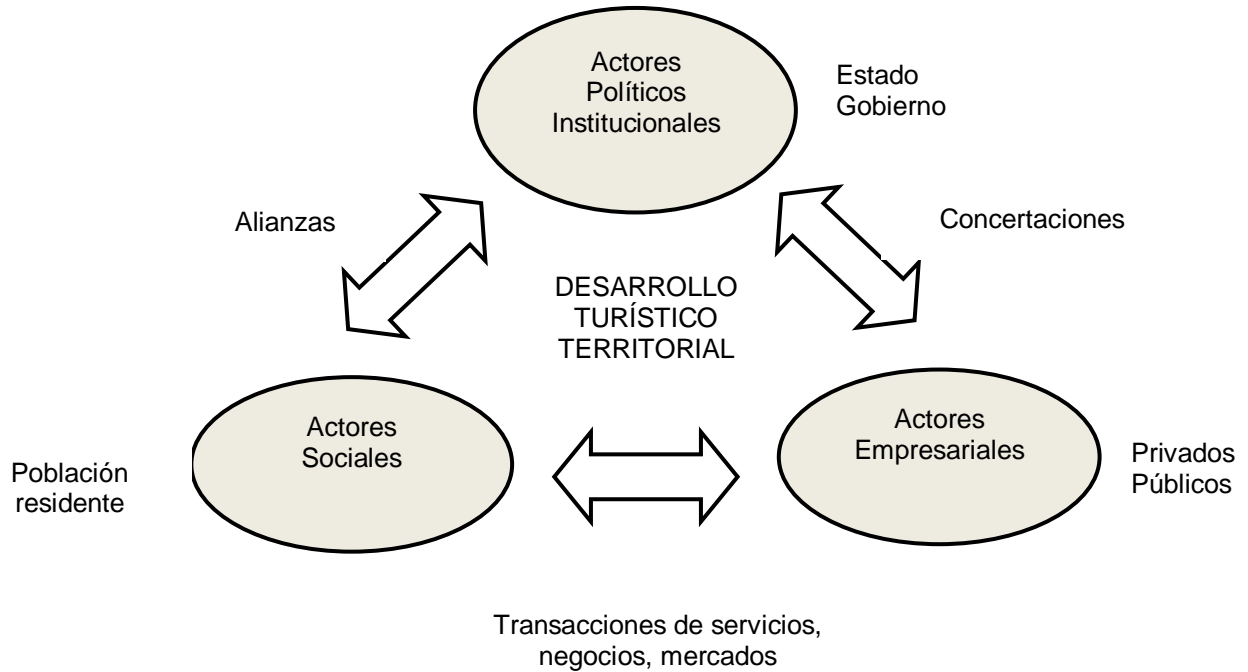 Actores
Políticos
Institucionales
Estado
Gobierno
Alianzas
Concertaciones
DESARROLLO
TURÍSTICO
TERRITORIAL
Actores
Sociales
Actores
Empresariales
Población
residente
Privados
Públicos
Transacciones de servicios,
negocios, mercados